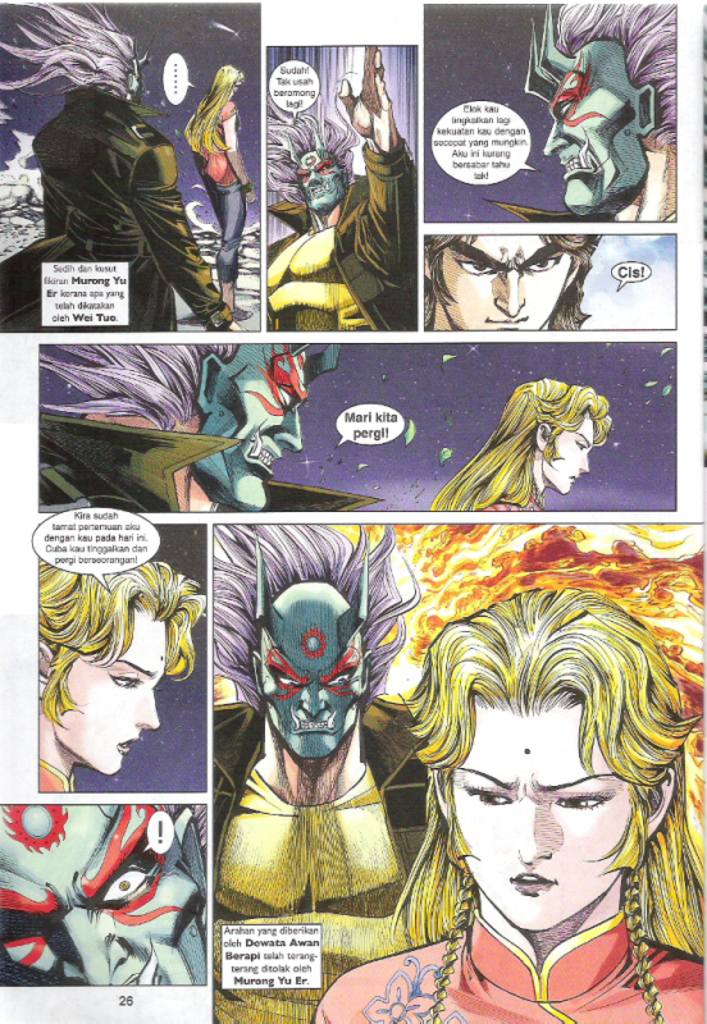 ......
Sedih dan kusut
fikiran Murong Yu
Er kerana apa yang
telah dikatakan
oleh Wei Tuo.
Sudah!
Tak usah
beromong
lagi!
Elok kau
tingkatkan lagi
kekuatan kau dengan
secepat yang mungkin.
Aku ini kurang
bersabar tahu
tak!
Cis!
Mari kita
pergi!
Kira sudah
tamat pertemuan aku
dengan kau pada hari ini.
Cuba kau tinggalkan dan
pergi berseorangan!
!
Arahan yang diberikan
oleh Dewata Awan
Berapi telah terang-
terang ditolak oleh
Murong Yu Er.
26